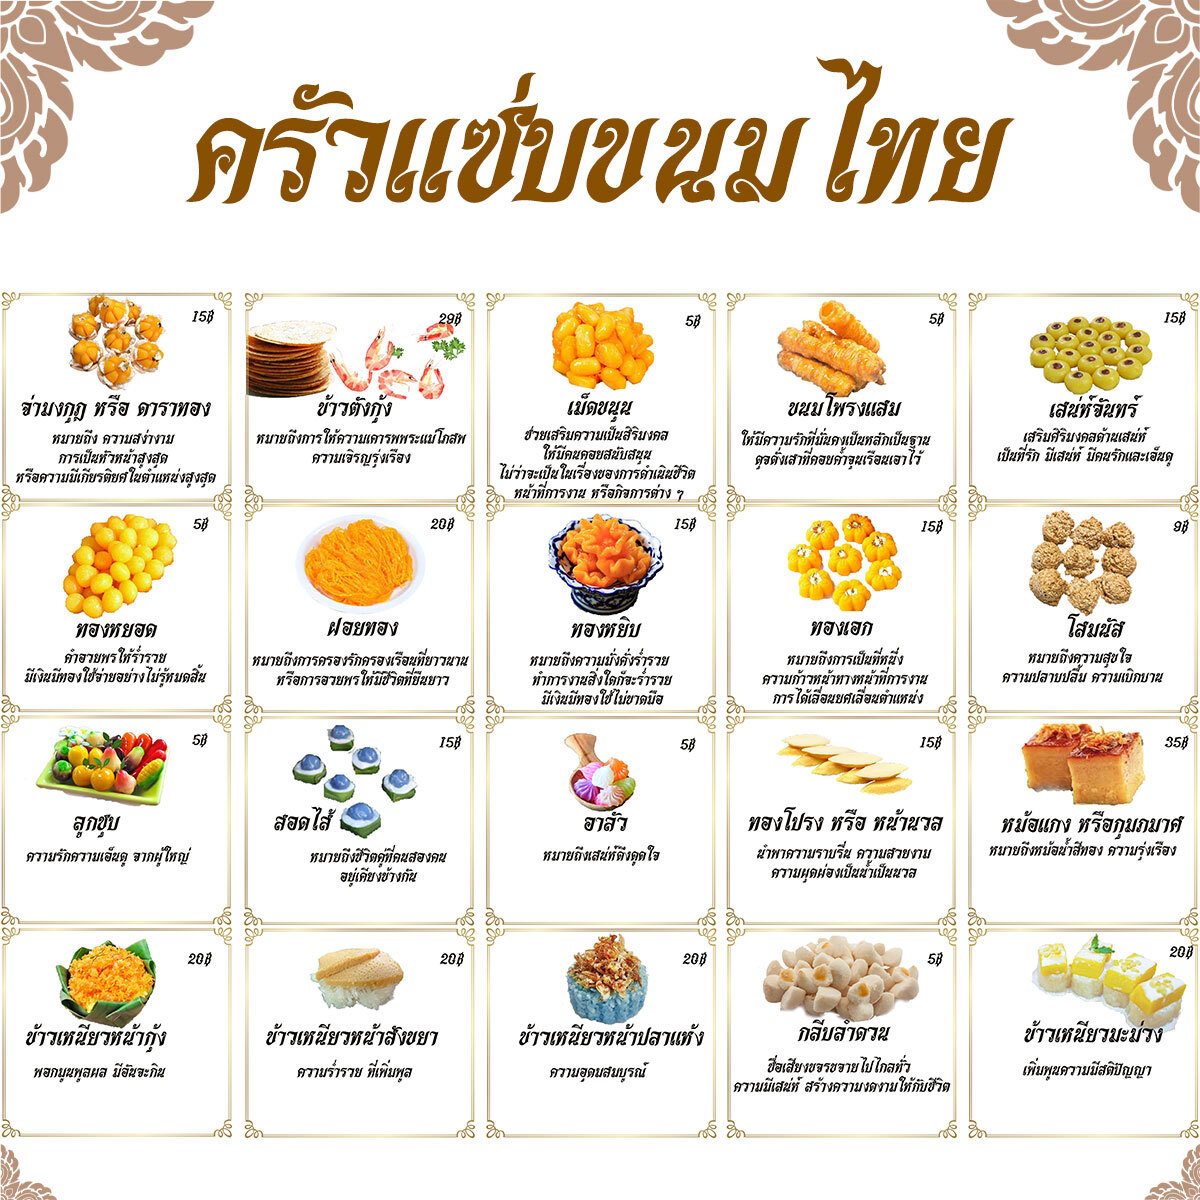 ครัวแซ่บขนมไทย
15฿
จ่ามงกุฎ หรือ ดาราทอง
หมายถึง ความสง่างาม
การเป็นหัวหน้าสูงสุด
หรือความมีเกียรติยศในตำแหน่งสูงสุด
29฿
ข้าวตังกุ้ง
หมายถึงการให้ความเคารพพระแม่โภสพ
ความเจริญรุ่งเรือง
5฿
เม็ดขนุน
ช่วยเสริมความเป็นสิริมงคล
ให้มีคนคอยสนับสนุน
ไม่ว่าจะเป็นในเรื่องของการดำเนินชีวิต
หน้าที่การงาน หรือกิจการต่าง ๆ
5฿
ขนมโพรงแสม
ให้มีความรักที่มั่นคงเป็นหลักเป็นฐาน
ดุจดั่งเสาที่คอยค้ำจุนเรือนเอาไว้
15฿
เสน่ห์จันทร์
เสริมศิริมงคลด้านเสน่ห์
เป็นที่รัก มีเสน่ห์ มีคนรักและเอ็นดู
5฿
ทองหยอด
คำอวยพรให้ร่ำรวย
มีเงินมีทองใช้จ่ายอย่างไม่รู้หมดสิ้น
20฿
ฝอยทอง
หมายถึงการครองรักครองเรือนที่ยาวนาน
หรือการอวยพรให้มีชีวิตที่ยืนยาว
15฿
ทองหยิบ
หมายถึงความมั่งคั่งร่ำรวย
ทำการงานสิ่งใดก็จะร่ำรวย
มีเงินมีทองใช้ไม่ขาดมือ
15฿
ทองเอก
หมายถึงการเป็นที่หนึ่ง
ความก้าวหน้าทางหน้าที่การงาน
การได้เลื่อนยศเลื่อนตำแหน่ง
9฿
โสมนัส
หมายถึงความสุขใจ
ความปลาบปลื้ม ความเบิกบาน
5฿
ลูกชุบ
ความรักความเอ็นดู จากผู้ใหญ่
15฿
สอดไส้
หมายถึงชีวิตคู่ที่คนสองคน
อยู่เคียงข้างกัน
5฿
อาลัว
หมายถึงเสน่ห์ดึงดูดใจ
15฿
ทองโปรง หรือ หน้านวล
นำพาความราบรื่น ความสวยงาม
ความผุดผ่องเป็นน้ำเป็นนวล
35฿
หม้อแกง หรือกุมภมาศ
หมายถึงหม้อน้ำสีทอง ความรุ่งเรือง
20฿
ข้าวเหนียวหน้ากุ้ง
พอกพูนพูลผล มีอันจะกิน
20฿
ข้าวเหนียวหน้าสังขยา
ความร่ำรวย ที่เพิ่มพูล
20฿
ข้าวเหนียวหน้าปลาแห้ง
ความอุดมสมบูรณ์
5฿
กลีบลำดวน
ชื่อเสียงขจรขจายไปไกลทั่ว
ความมีเสน่ห์ สร้างความงดงามให้กับชีวิต
20฿
ข้าวเหนียวมะม่วง
เพิ่มพูนความมีสติปัญญา